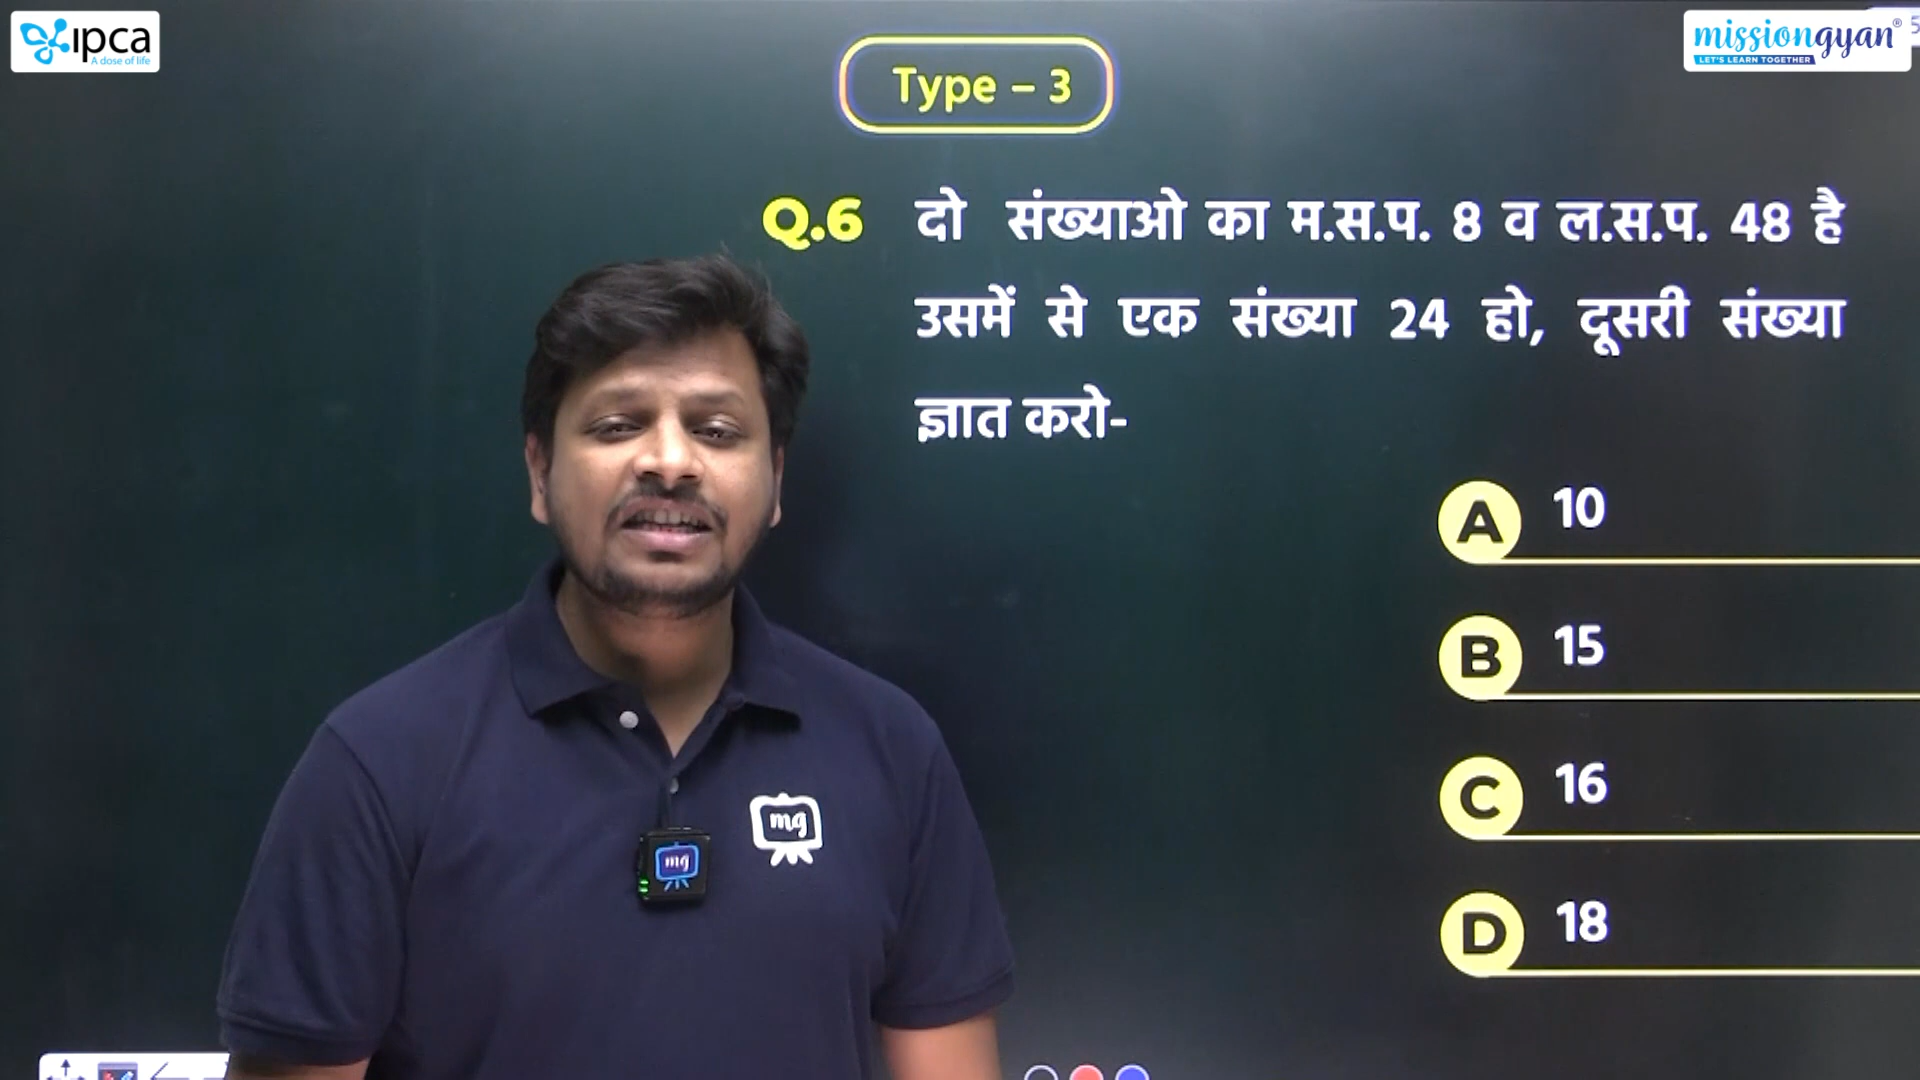 ipca
A dose of life
missiongyan®
LET'S LEARN TOGETHER
Type – 3
Q.6 दो संख्याओ का म.स.प. 8 व ल.स.प. 48 है
उसमें से एक संख्या 24 हो, दूसरी संख्या
ज्ञात करो-
A 10
B 15
C 16
D 18
mg
mg